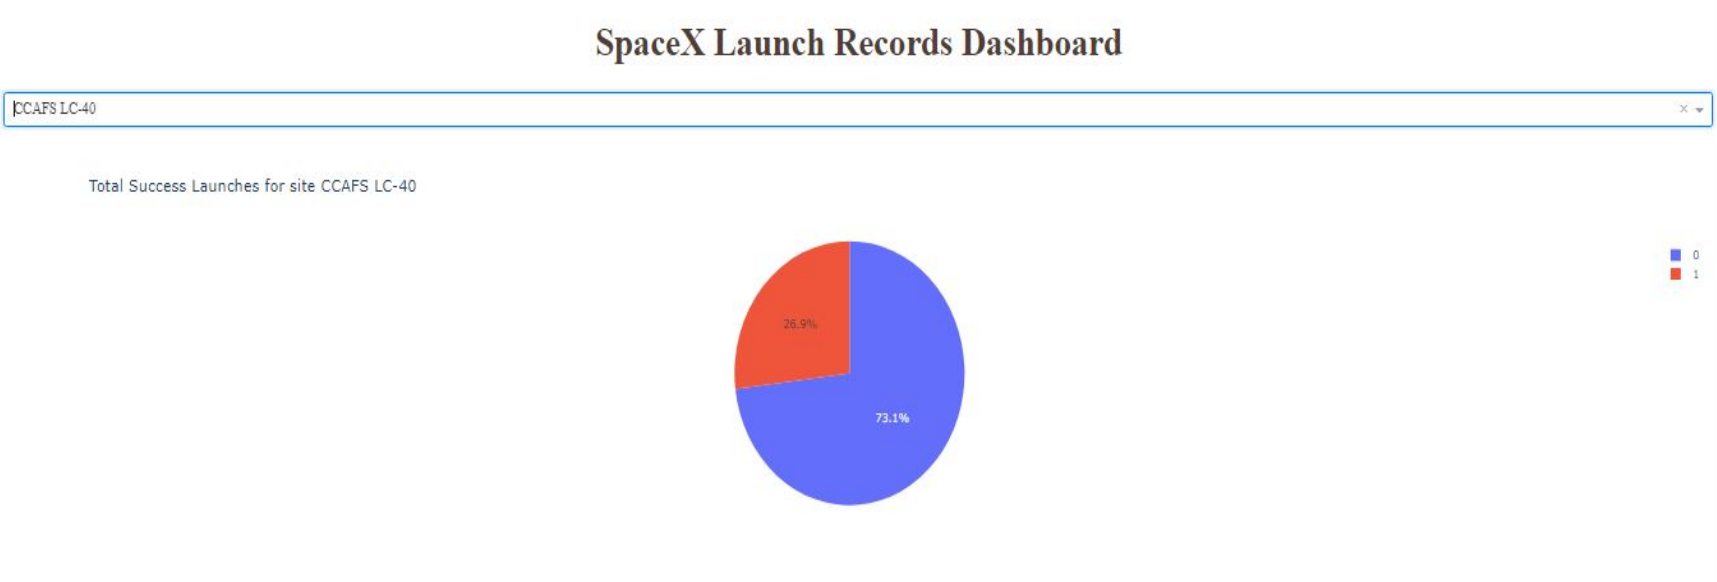 SpaceX Launch Records Dashboard
CCAFS LC-40
× 
Total Success Launches for site CCAFS LC-40
0
1
26.9%
73.1%